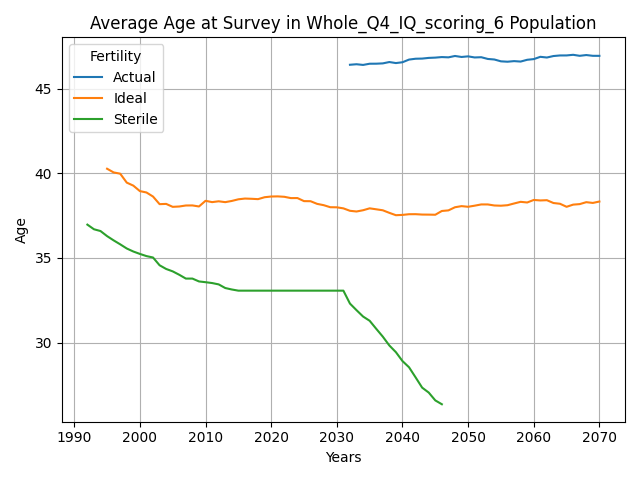 Average Age at Survey in Whole_Q4_IQ_scoring_6 Population
Fertility
Actual
Ideal
Sterile
45
40
35
30
Age
1990 2000 2010 2020 2030 2040 2050 2060 2070
Years